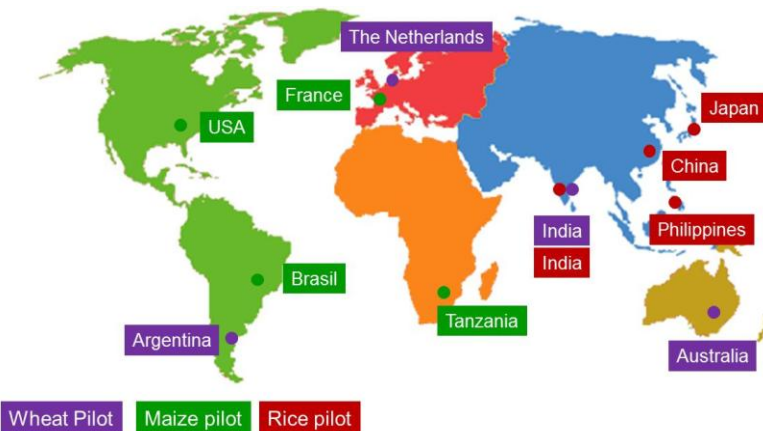 The Netherlands
France
Japan
USA
China
India
Philippines
India
Brasil
Tanzania
Argentina
Australia
Wheat Pilot
Maize pilot
Rice pilot